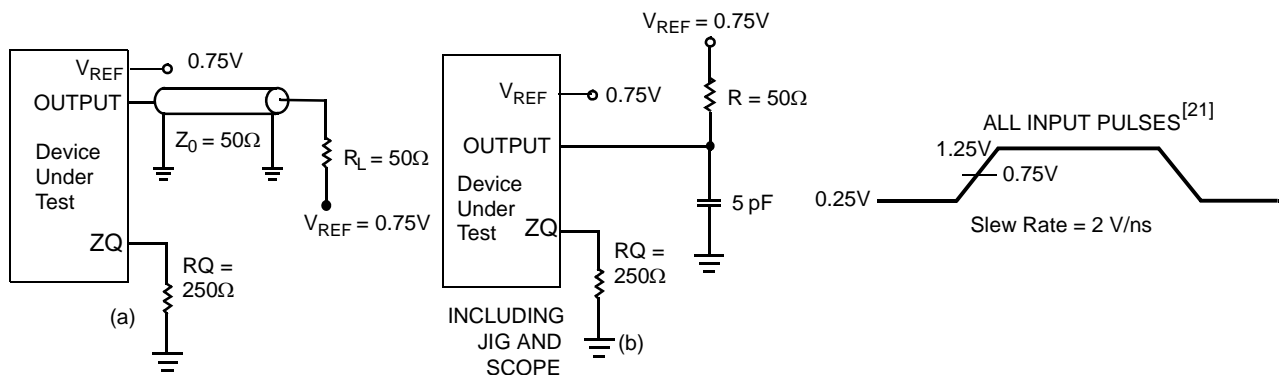 V_REF 0.75V
OUTPUT
Z_0 = 50Ω
Device
Under
Test
R_L = 50Ω
V_REF = 0.75V
ZQ
RQ =
250Ω
(a)
V_REF = 0.75V
R = 50Ω
V_REF 0.75V
OUTPUT
Device
Under
Test
5 pF
ZQ
RQ =
250Ω
INCLUDING
JIG AND
SCOPE
(b)
ALL INPUT PULSES[21]
1.25V
0.75V
0.25V
Slew Rate = 2 V/ns